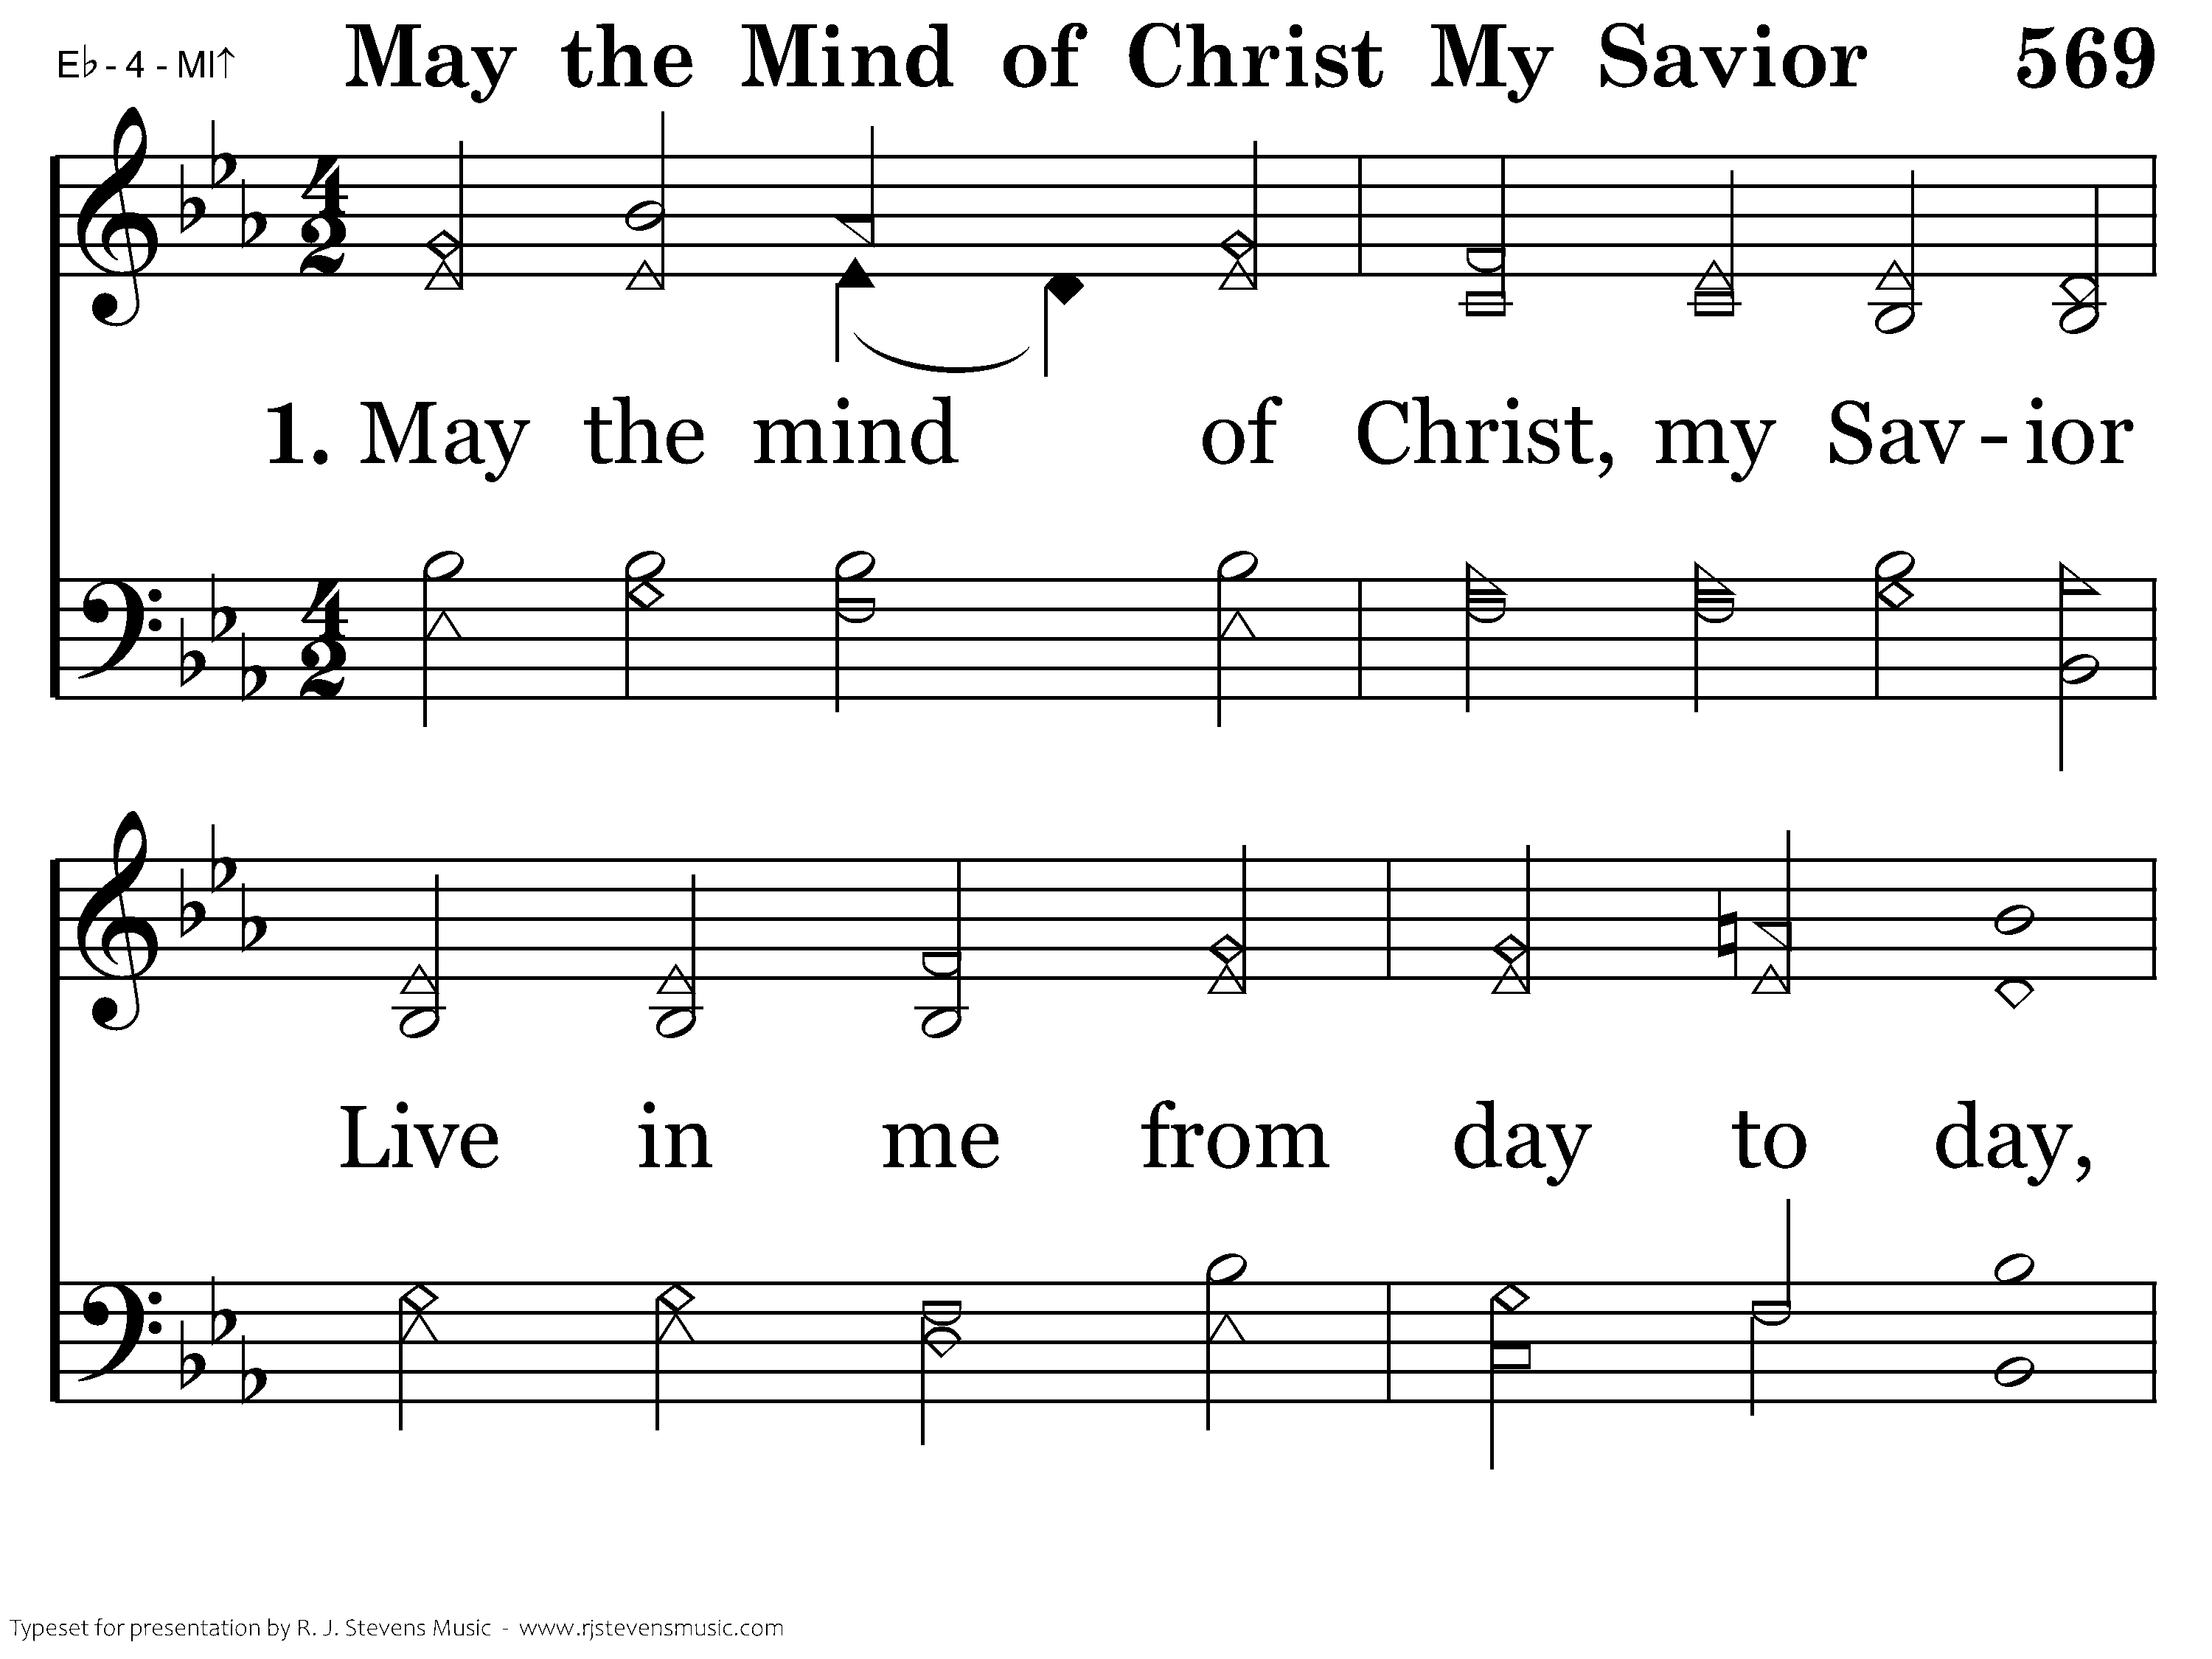 E♭ - 4 - MI↑ May the Mind of Christ My Savior 569
1. May the mind of Christ, my Sav - ior
Live in me from day to day,
Typeset for presentation by R. J. Stevens Music - www.rjstevensmusic.com